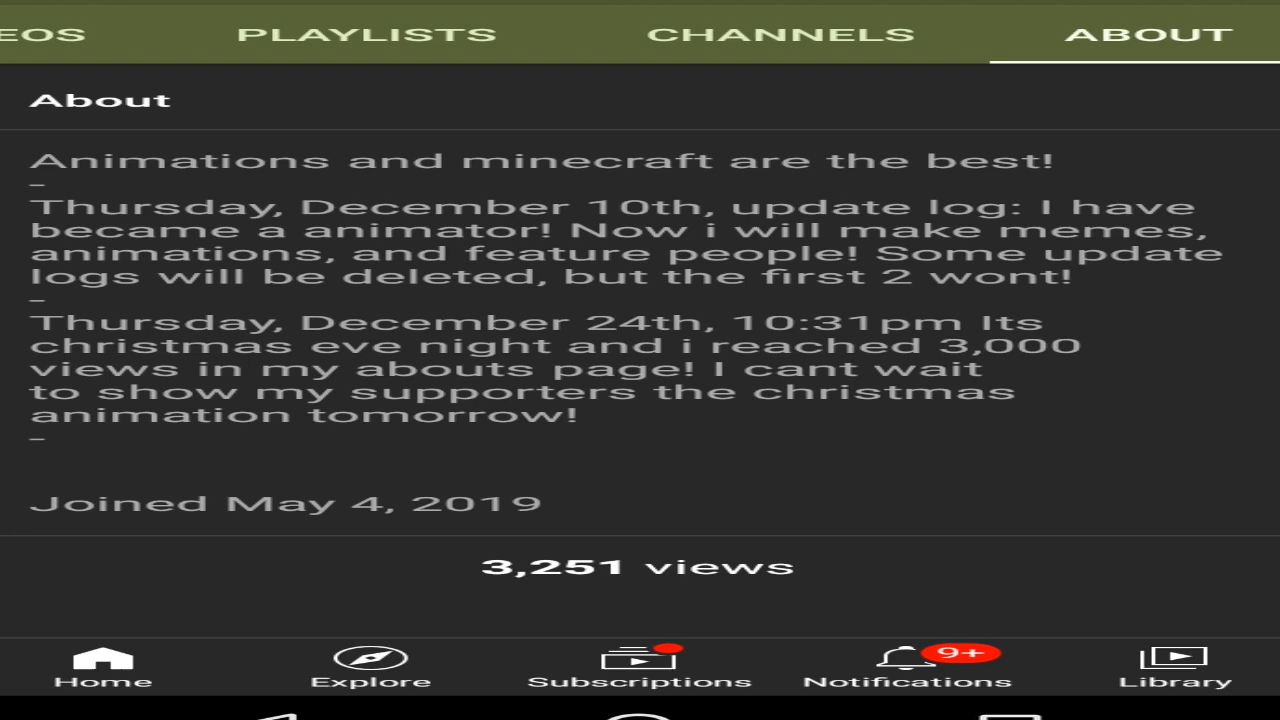 EOS PLAYLISTS CHANNELS ABOUT
About
Animations and minecraft are the best!
-
Thursday, December 10th, update log: I have
became a animator! Now i will make memes,
animations, and feature people! Some update
logs will be deleted, but the first 2 wont!
-
Thursday, December 24th, 10:31pm Its
christmas eve night and i reached 3,000
views in my abouts page! I cant wait
to show my supporters the christmas
animation tomorrow!
-
Joined May 4, 2019
3,251 views
9+
Home Explore Subscriptions Notifications Library